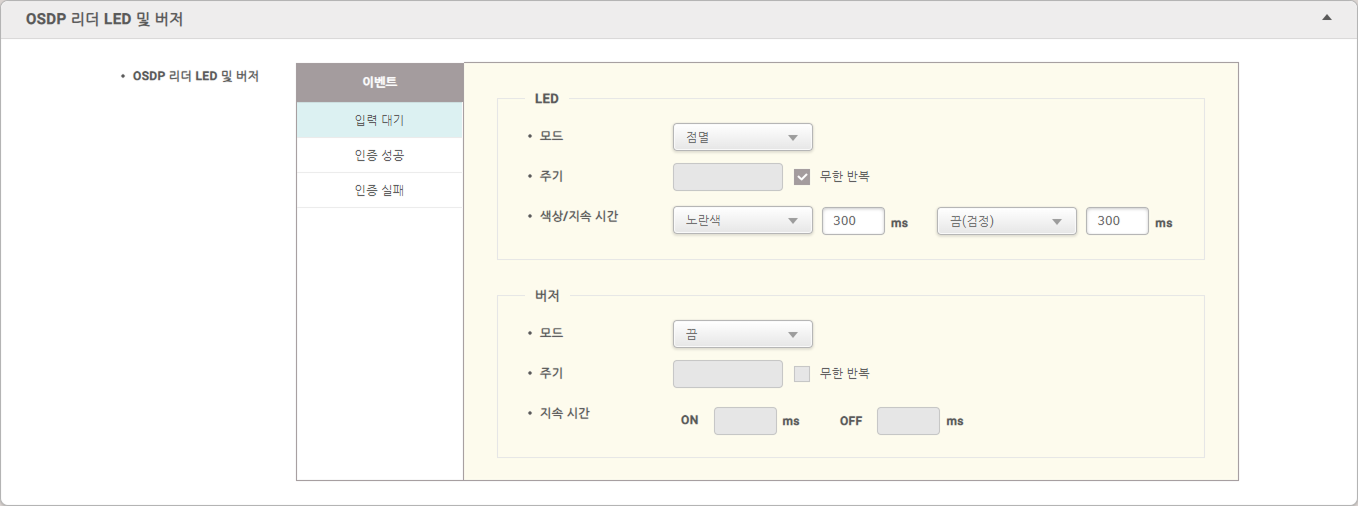 OSDP 리더 LED 및 버저
• OSDP 리더 LED 및 버저
이벤트
입력 대기
인증 성공
인증 실패
LED
• 모드 점멸
• 주기 무한 반복
• 색상/지속 시간 노란색 300 ms 끔(검정) 300 ms
버저
• 모드 끔
• 주기 무한 반복
• 지속 시간 ON ms OFF ms